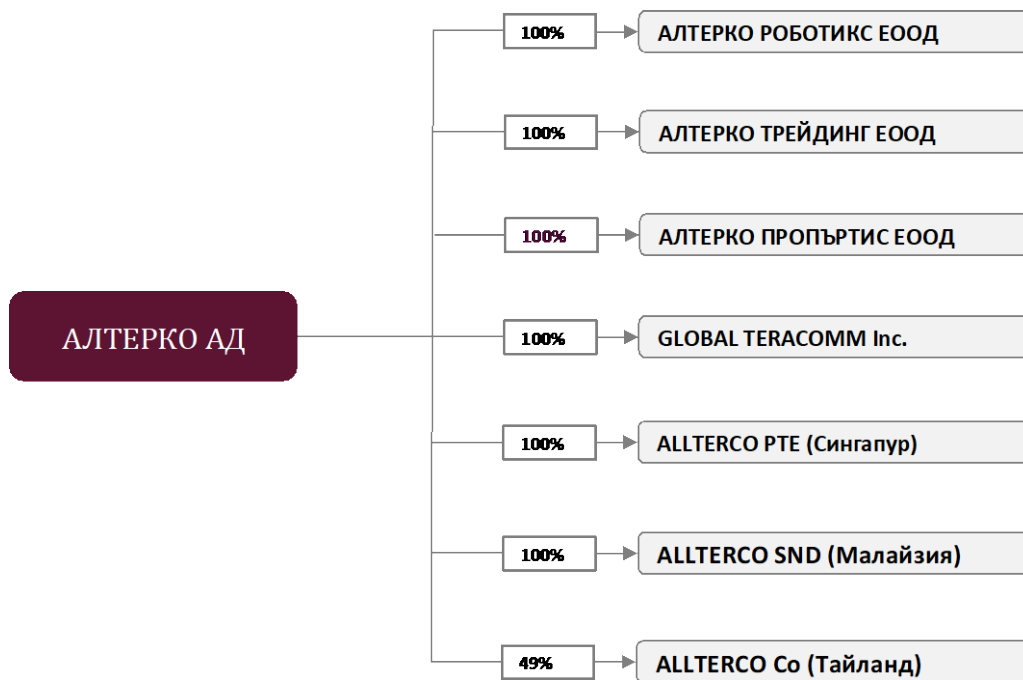 100%
АЛТЕРКО РОБОТИКС ЕООД
100%
АЛТЕРКО ТРЕЙДИНГ ЕООД
100%
АЛТЕРКО ПРОПЪРТИС ЕООД
АЛТЕРКО АД
100%
GLOBAL TERACOMM Inc.
100%
ALLTERCO PTE (Сингапур)
100%
ALLTERCO SND (Малайзия)
49%
ALLTERCO Co (Тайланд)